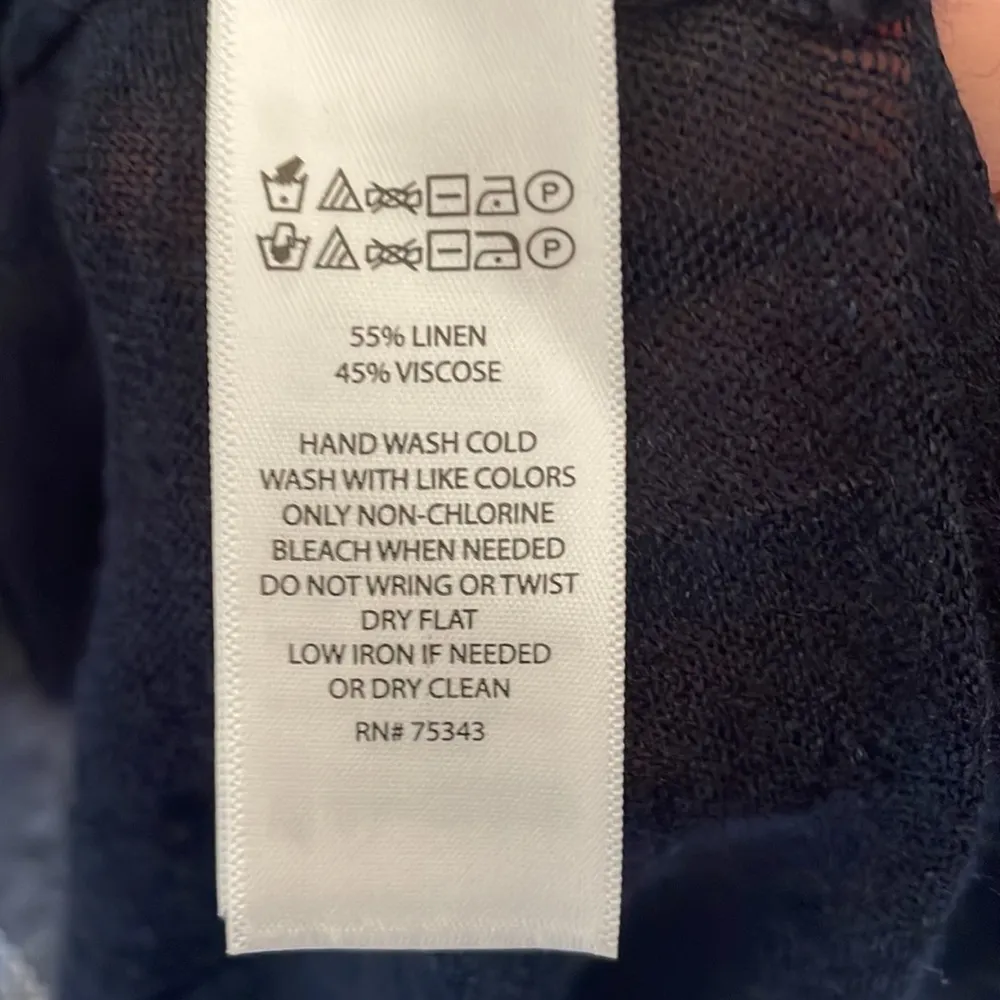 P
P
55% LINEN
45% VISCOSE
HAND WASH COLD
WASH WITH LIKE COLORS
ONLY NON-CHLORINE
BLEACH WHEN NEEDED
DO NOT WRING OR TWIST
DRY FLAT
LOW IRON IF NEEDED
OR DRY CLEAN
RN# 75343